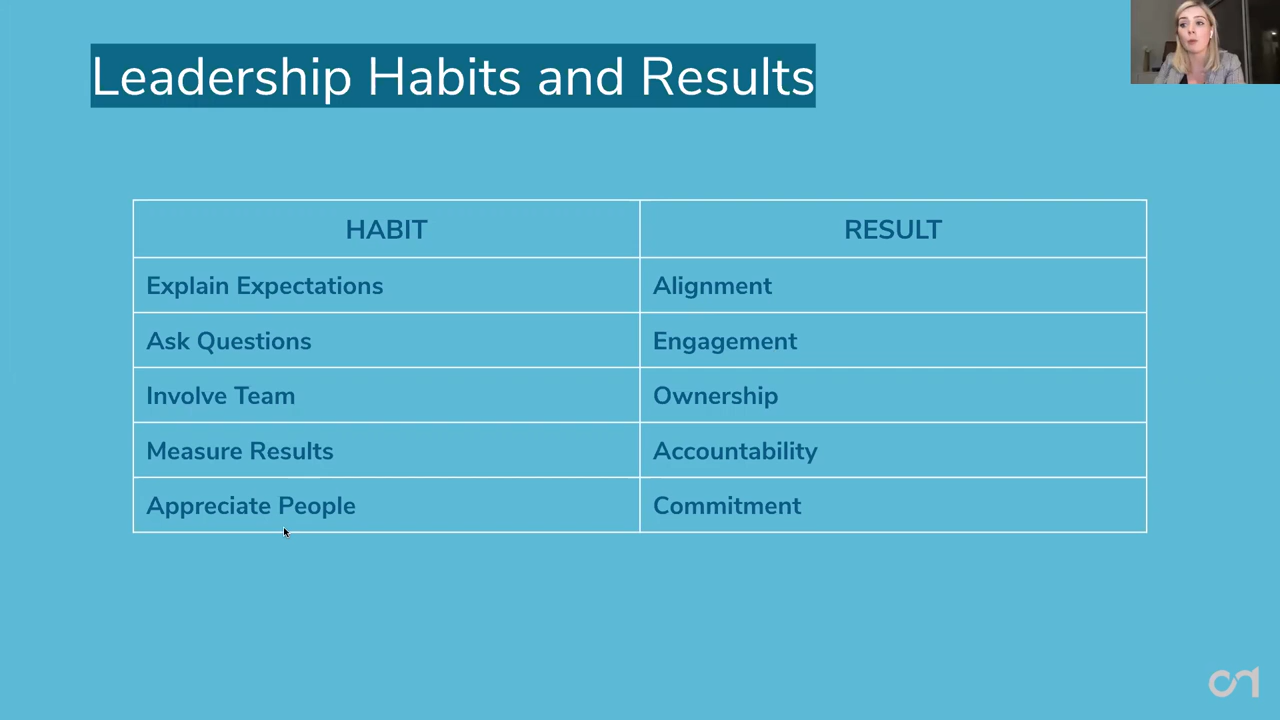 Leadership Habits and Results
HABIT
RESULT
Explain Expectations
Alignment
Ask Questions
Engagement
Involve Team
Ownership
Measure Results
Accountability
Appreciate People
Commitment